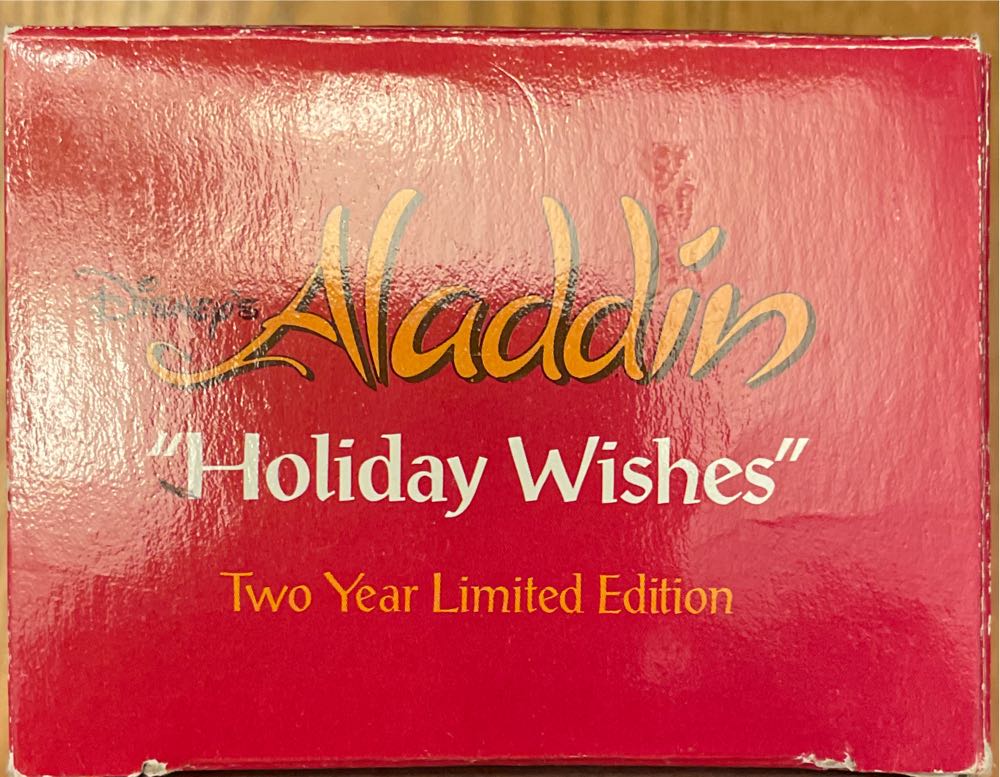 Disney's Aladdin
"Holiday Wishes"
Two Year Limited Edition